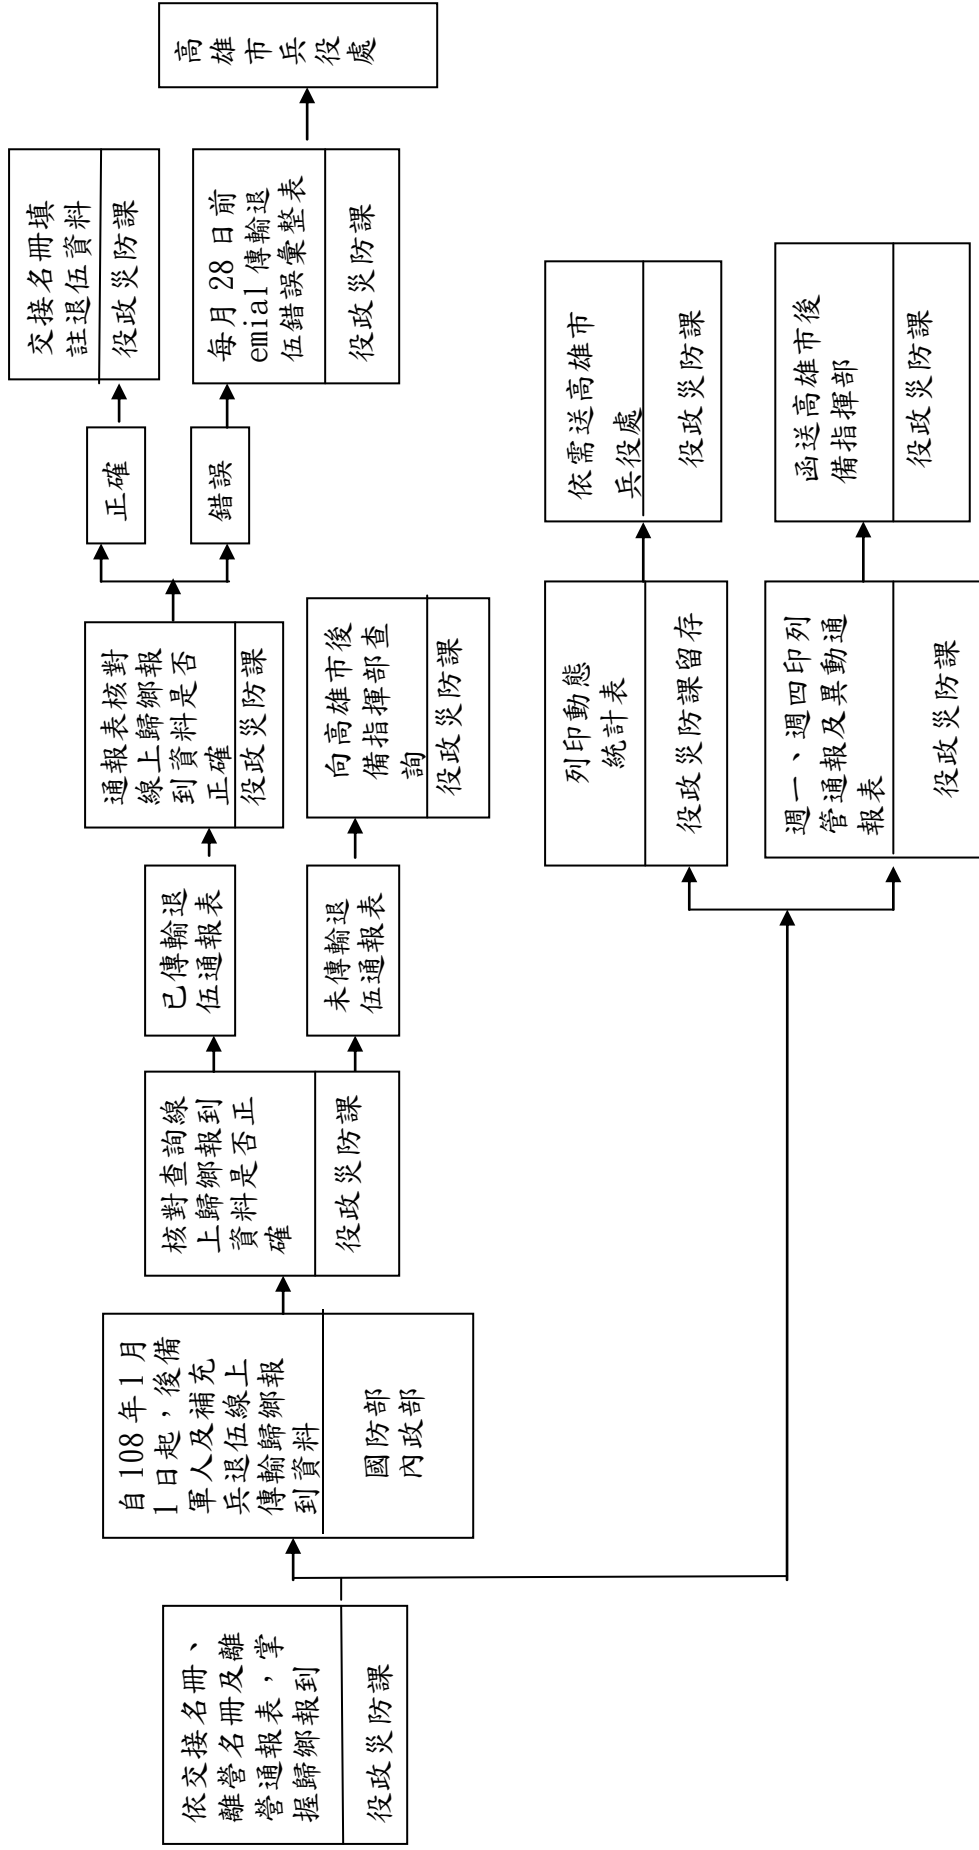 依交接名冊、
離營名冊及離
營通報表，掌
握歸鄉報到
役政災防課
自 108 年 1 月
1 日起，後備
軍人及補充
兵退伍線上
傳輸歸鄉報
到資料
國防部
內政部
核對查詢線
上歸鄉報到
資料是否正
確
役政災防課
已傳輸退
伍通報表
未傳輸退
伍通報表
通報表核對
線上歸鄉報
到資料是否
正確
役政災防課
向高雄市後
備指揮部查
詢
役政災防課
正確
錯誤
交接名冊填
註退伍資料
役政災防課
每月 28 日前
emial 傳輸退
伍錯誤彙整表
役政災防課
高雄市兵役處
列印動態
統計表
役政災防課留存
依需送高雄市
兵役處
役政災防課
週一、週四印列
管通報及異動通
報表
役政災防課
函送高雄市後
備指揮部
役政災防課